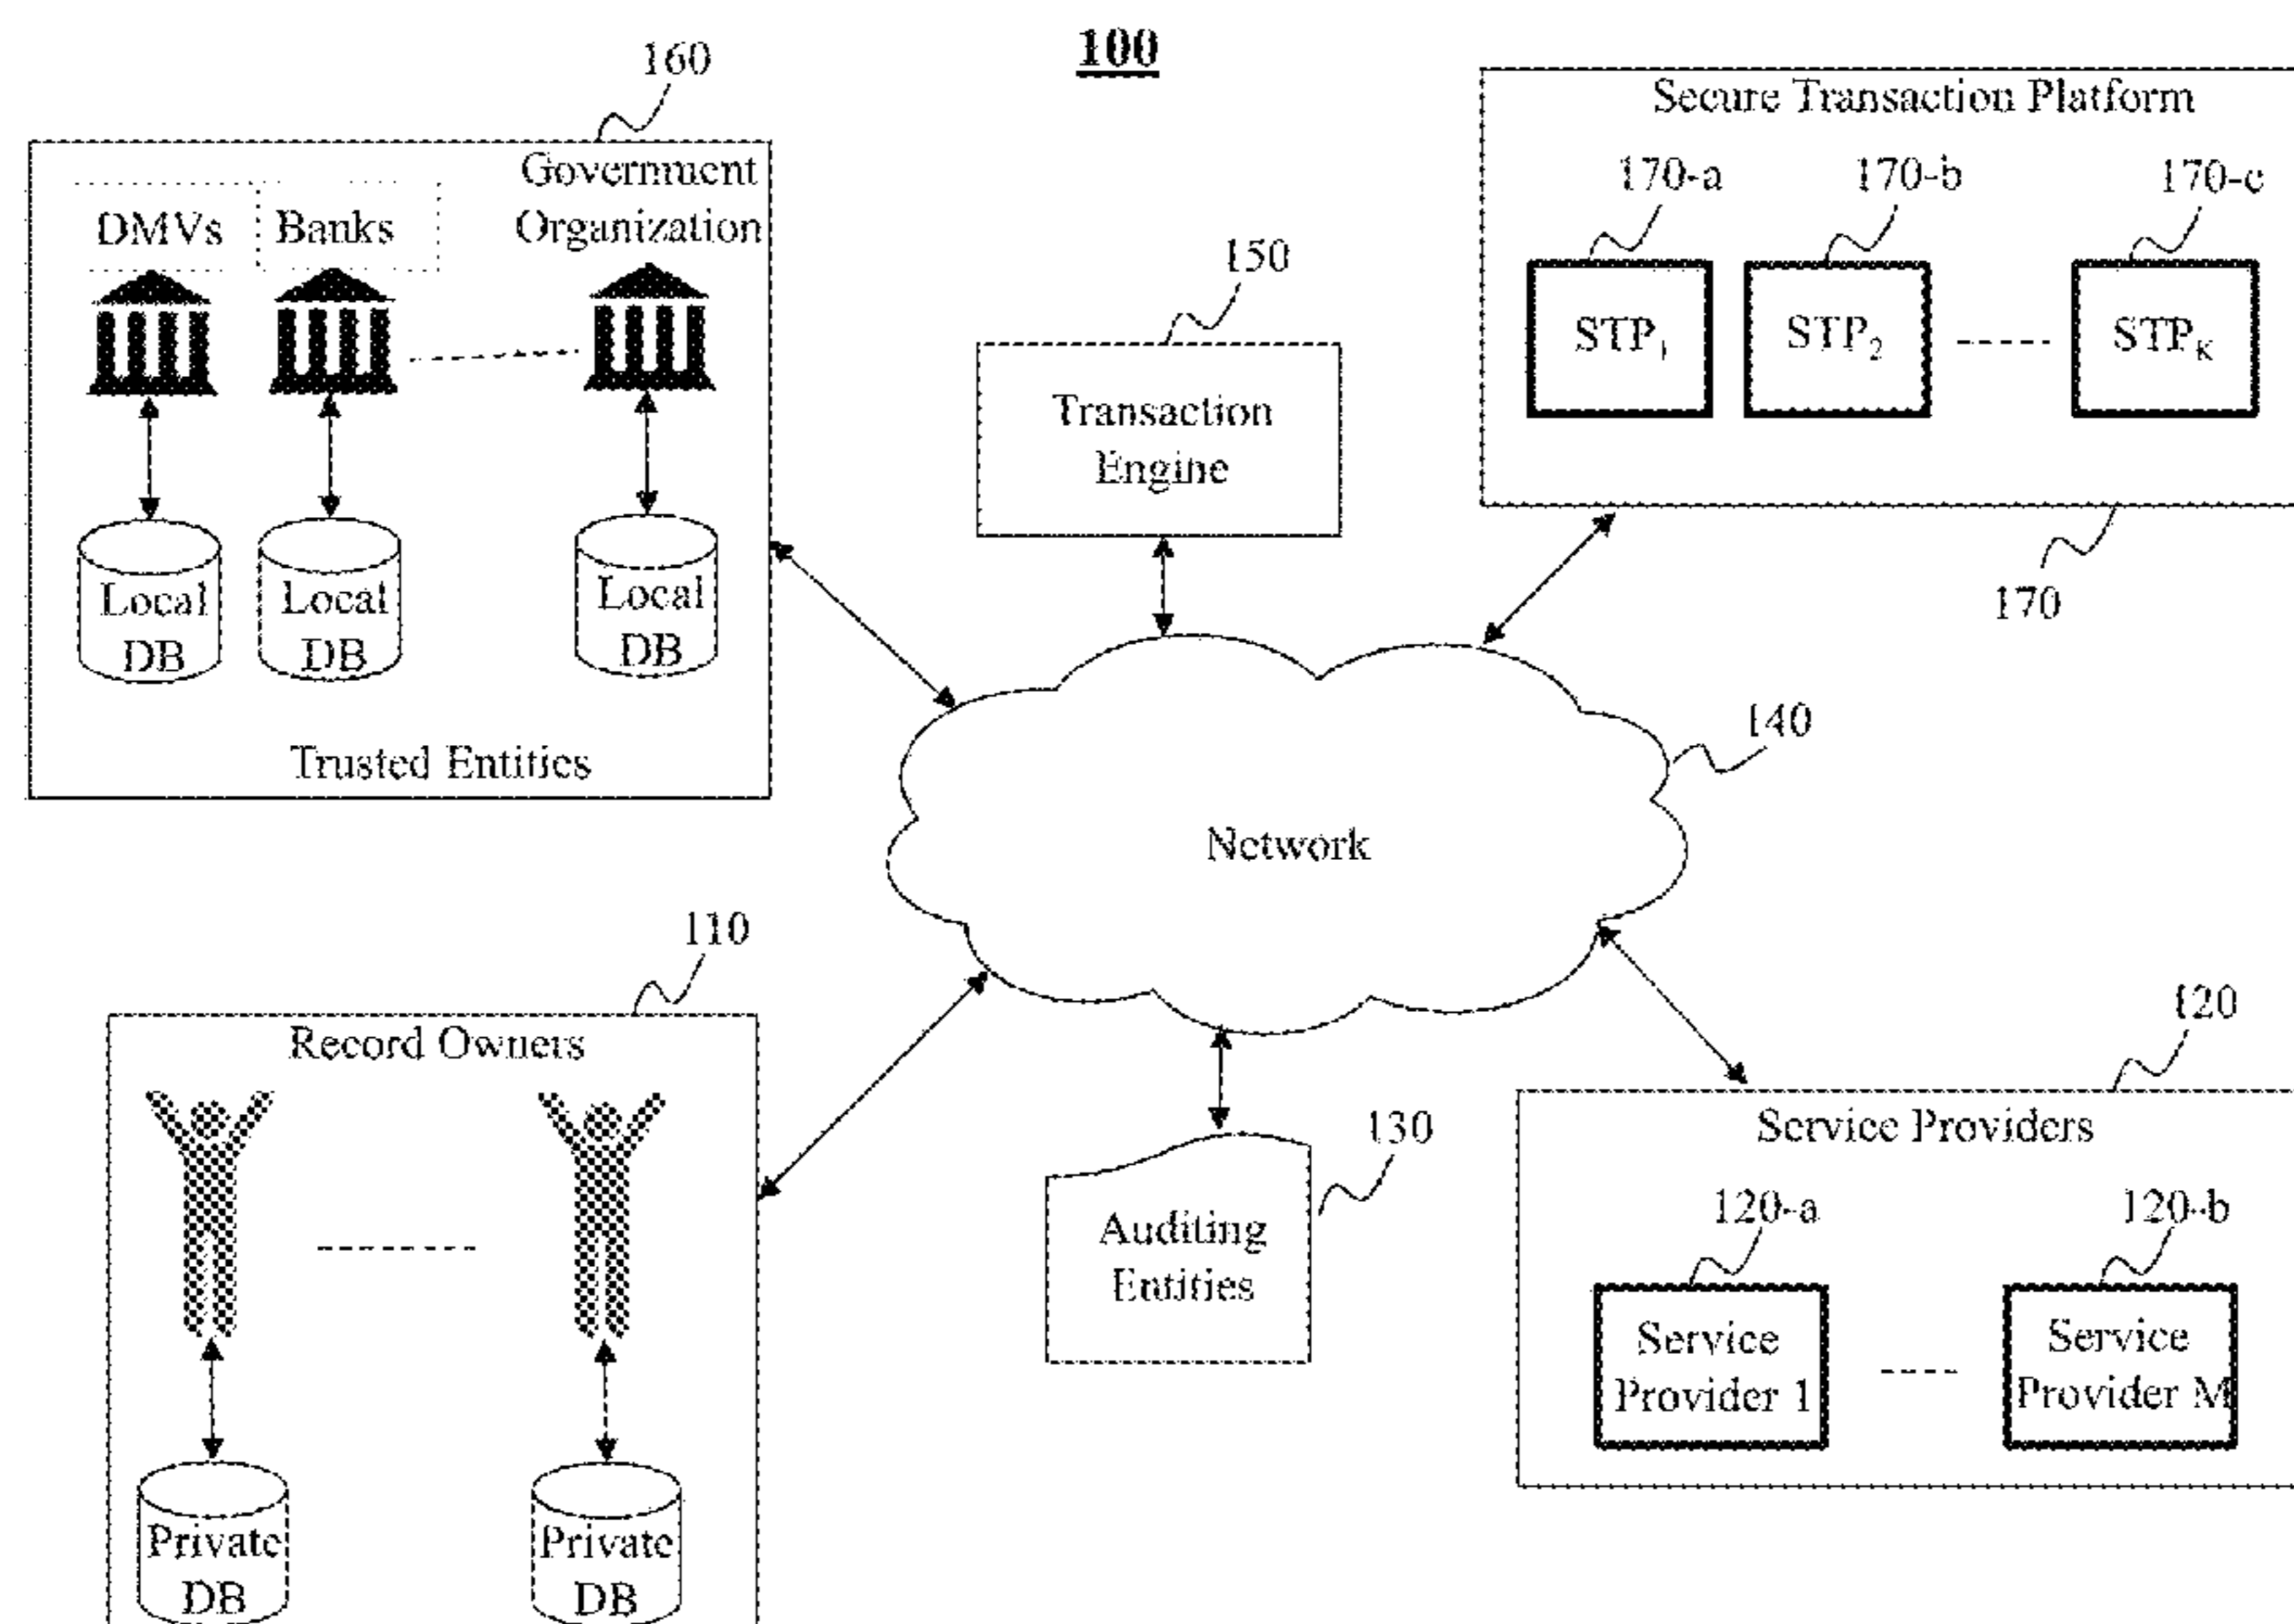 100
160
Government
Organization
DMVs
Banks
Local
DB
Local
DB
Local
DB
Trusted Entities
150
Transaction
Engine
Secure Transaction Platform
170-a
170-b
170-c
STP1
STP2
STPK
170
140
Network
110
Record Owners
Private
DB
Private
DB
130
Auditing
Entities
120
Service Providers
120-a
120-b
Service
Provider 1
Service
Provider M